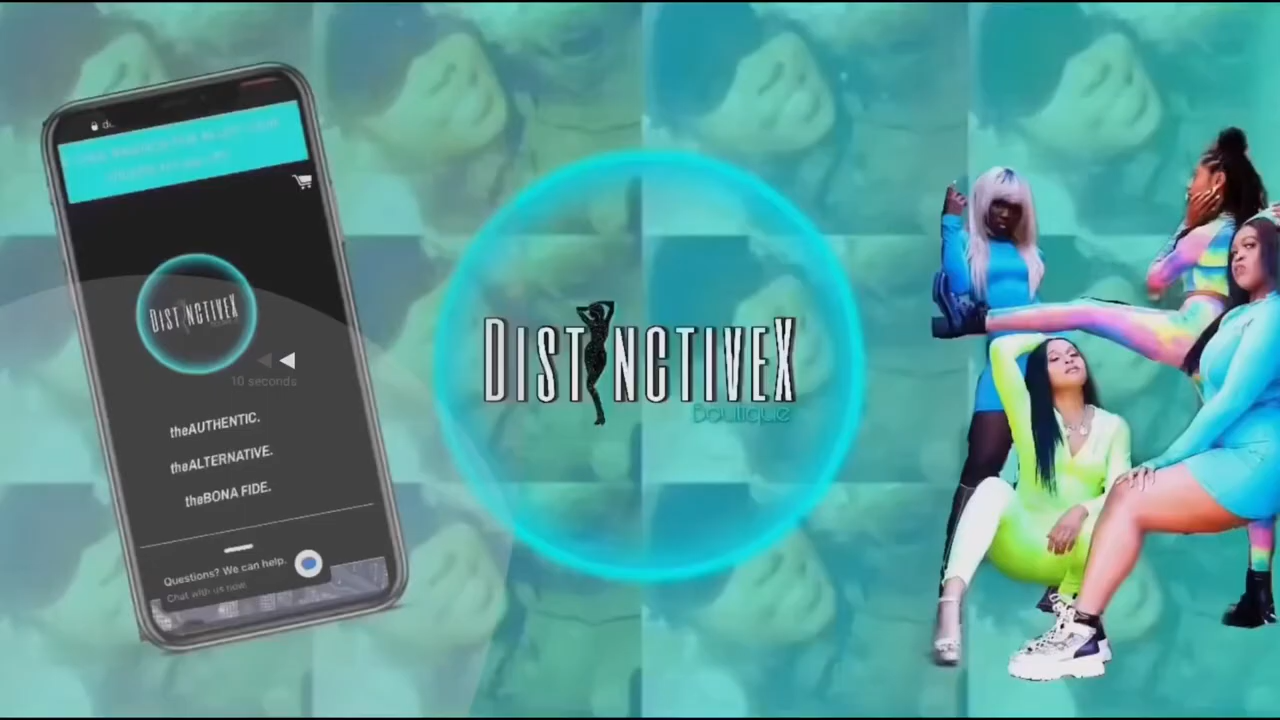 DISTINCTIVEX
10 seconds
theAUTHENTIC.
theALTERNATIVE.
theBONA FIDE.
Questions? We can help.
Chat with us now.
DISTINCTIVEX
Boutique